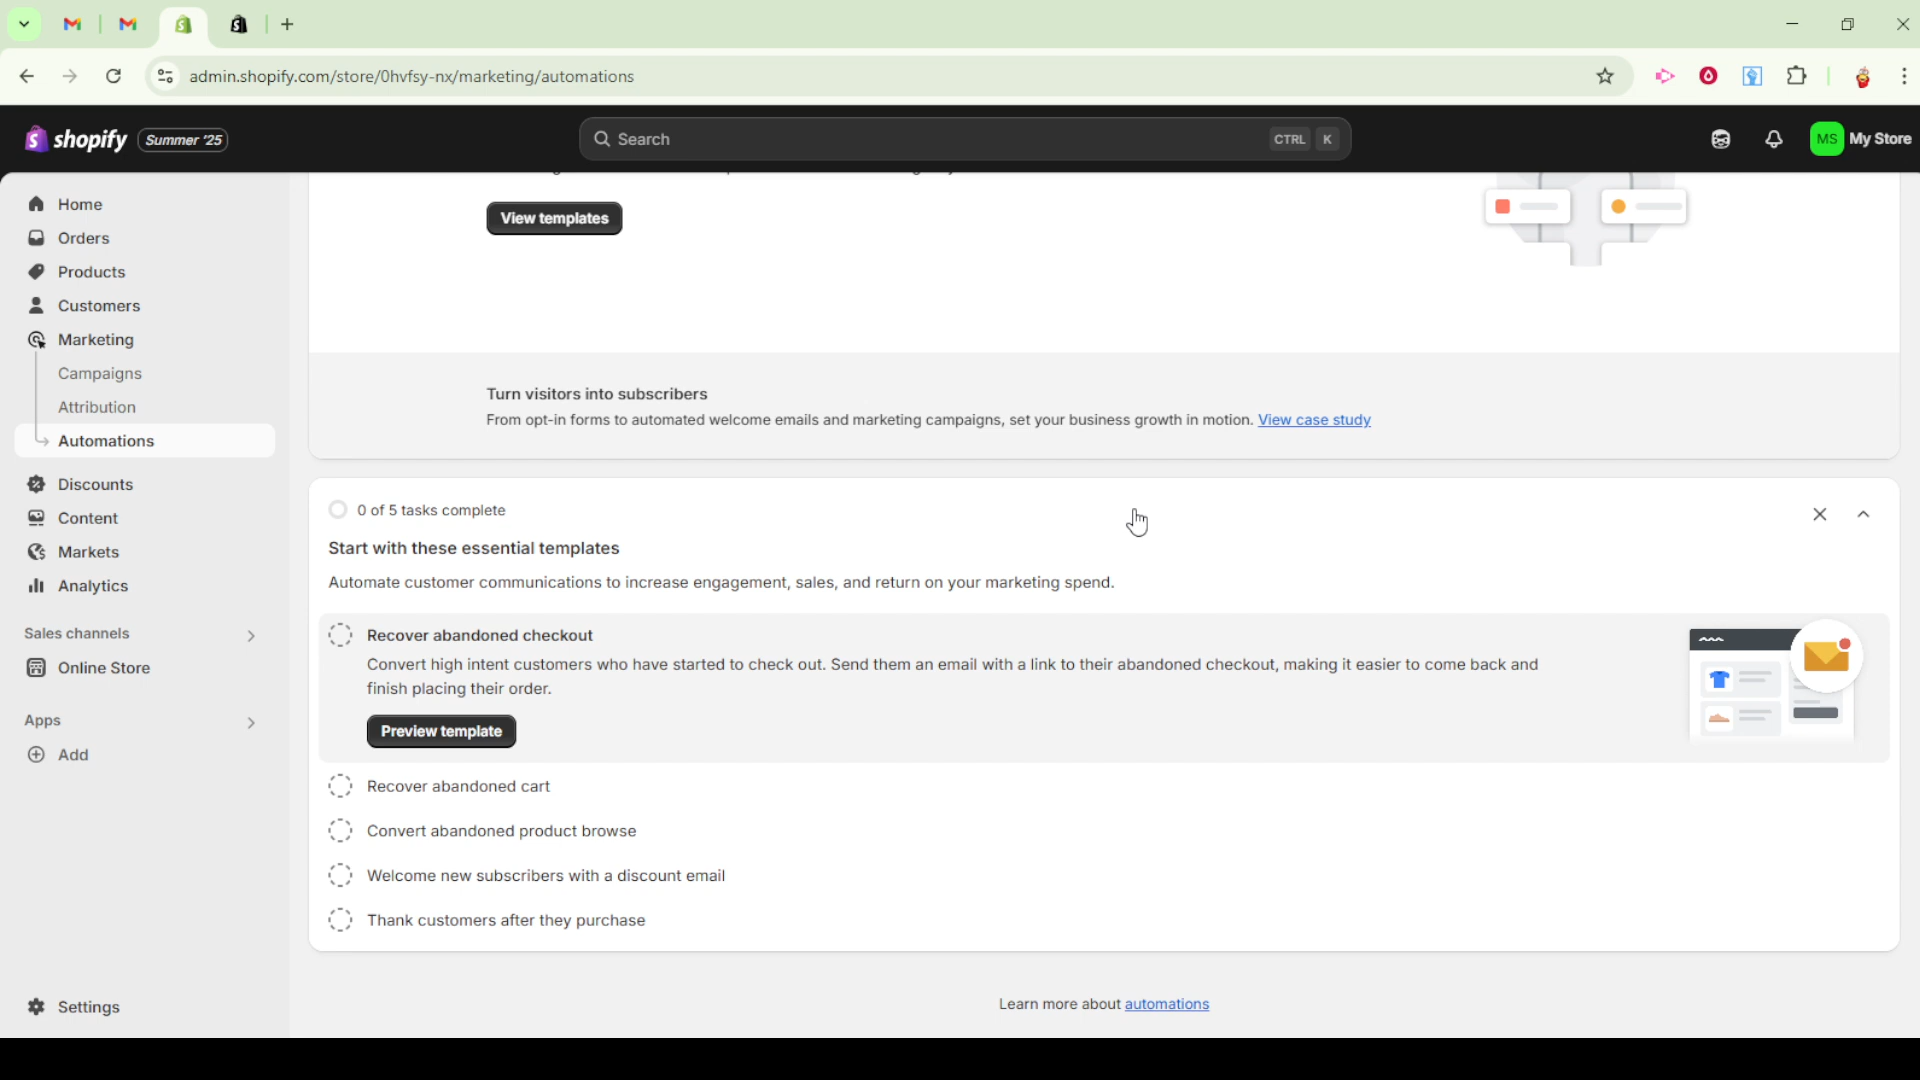 admin.shopify.com/store/0hvfsy-nx/marketing/automations
shopify Summer '25
Search CTRL K
MS My Store
Home
Orders
Products
Customers
Marketing
Campaigns
Attribution
Automations
Discounts
Content
Markets
Analytics
Sales channels
Online Store
Apps
Add
Settings
View templates
Turn visitors into subscribers
From opt-in forms to automated welcome emails and marketing campaigns, set your business growth in motion. View case study
0 of 5 tasks complete
Start with these essential templates
Automate customer communications to increase engagement, sales, and return on your marketing spend.
Recover abandoned checkout
Convert high intent customers who have started to check out. Send them an email with a link to their abandoned checkout, making it easier to come back and
finish placing their order.
Preview template
Recover abandoned cart
Convert abandoned product browse
Welcome new subscribers with a discount email
Thank customers after they purchase
Learn more about automations